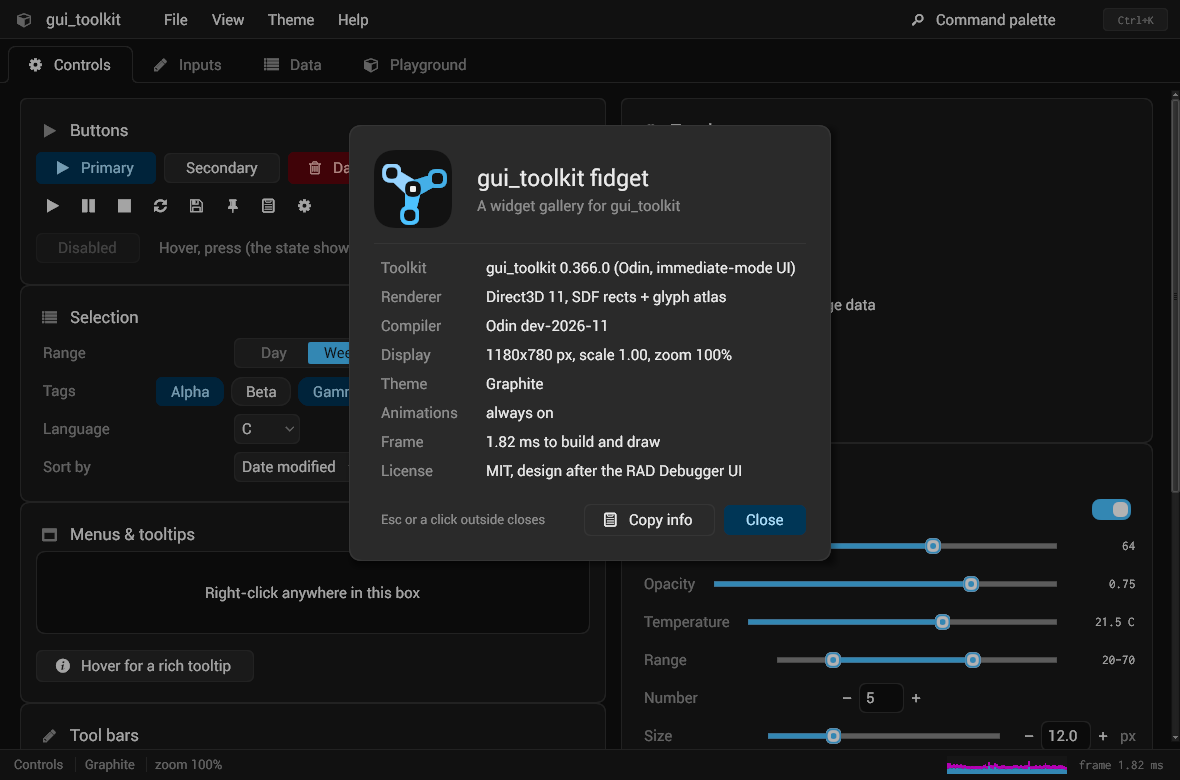 gui_toolkit File View Theme Help Command palette Ctrl+K
Controls Inputs Data Playground
Buttons
Primary Secondary
Disabled Hover, press (the state show
Selection
Range Day
Tags Alpha Beta
Language C
Sort by Date modified
Menus & tooltips
Right-click anywhere in this box
Hover for a rich tooltip
Tool bars
gui_toolkit fidget
A widget gallery for gui_toolkit
Toolkit gui_toolkit 0.366.0 (Odin, immediate-mode UI)
Renderer Direct3D 11, SDF rects + glyph atlas
Compiler Odin dev-2026-11
Display 1180x780 px, scale 1.00, zoom 100%
Theme Graphite
Animations always on
Frame 1.82 ms to build and draw
License MIT, design after the RAD Debugger UI
Esc or a click outside closes Copy info Close
data
64
Opacity 0.75
Temperature 21.5 C
Range 20-70
Number − 5 +
Size − 12.0 + px
Controls Graphite zoom 100% frame 1.82 ms